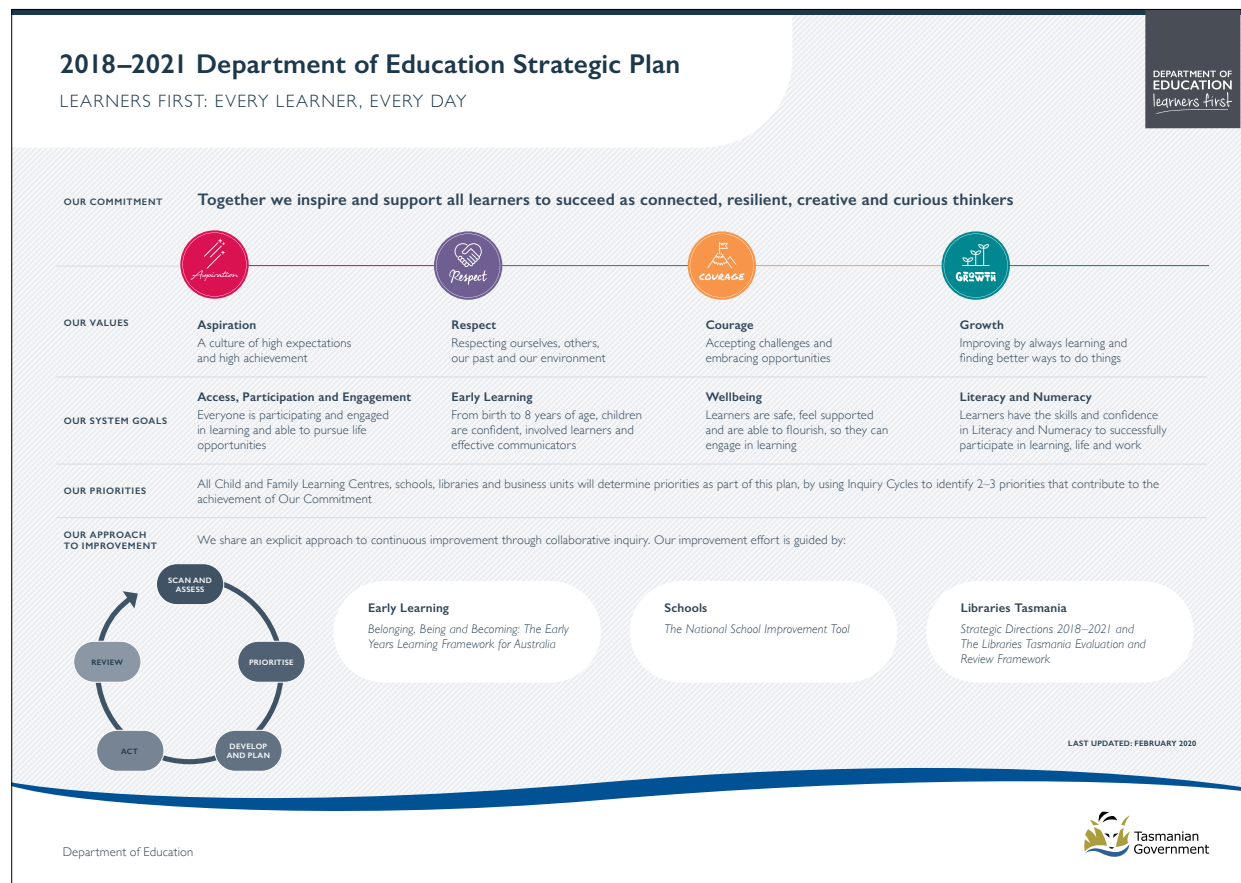 2018–2021 Department of Education Strategic Plan
LEARNERS FIRST: EVERY LEARNER, EVERY DAY
DEPARTMENT OF
EDUCATION
learners first
OUR COMMITMENT
Together we inspire and support all learners to succeed as connected, resilient, creative and curious thinkers
Aspiration
Respect
COURAGE
GROWTH
OUR VALUES
Aspiration
A culture of high expectations
and high achievement
Respect
Respecting ourselves, others,
our past and our environment
Courage
Accepting challenges and
embracing opportunities
Growth
Improving by always learning and
finding better ways to do things
OUR SYSTEM GOALS
Access, Participation and Engagement
Everyone is participating and engaged
in learning and able to pursue life
opportunities
Early Learning
From birth to 8 years of age, children
are confident, involved learners and
effective communicators
Wellbeing
Learners are safe, feel supported
and are able to flourish, so they can
engage in learning
Literacy and Numeracy
Learners have the skills and confidence
in Literacy and Numeracy to successfully
participate in learning, life and work
OUR PRIORITIES
All Child and Family Learning Centres, schools, libraries and business units will determine priorities as part of this plan, by using Inquiry Cycles to identify 2–3 priorities that contribute to the
achievement of Our Commitment
OUR APPROACH
TO IMPROVEMENT
We share an explicit approach to continuous improvement through collaborative inquiry. Our improvement effort is guided by:
SCAN AND
ASSESS
PRIORITISE
DEVELOP
AND PLAN
ACT
REVIEW
Early Learning
Belonging, Being and Becoming: The Early
Years Learning Framework for Australia
Schools
The National School Improvement Tool
Libraries Tasmania
Strategic Directions 2018–2021 and
The Libraries Tasmania Evaluation and
Review Framework
LAST UPDATED: FEBRUARY 2020
Department of Education
Tasmanian
Government